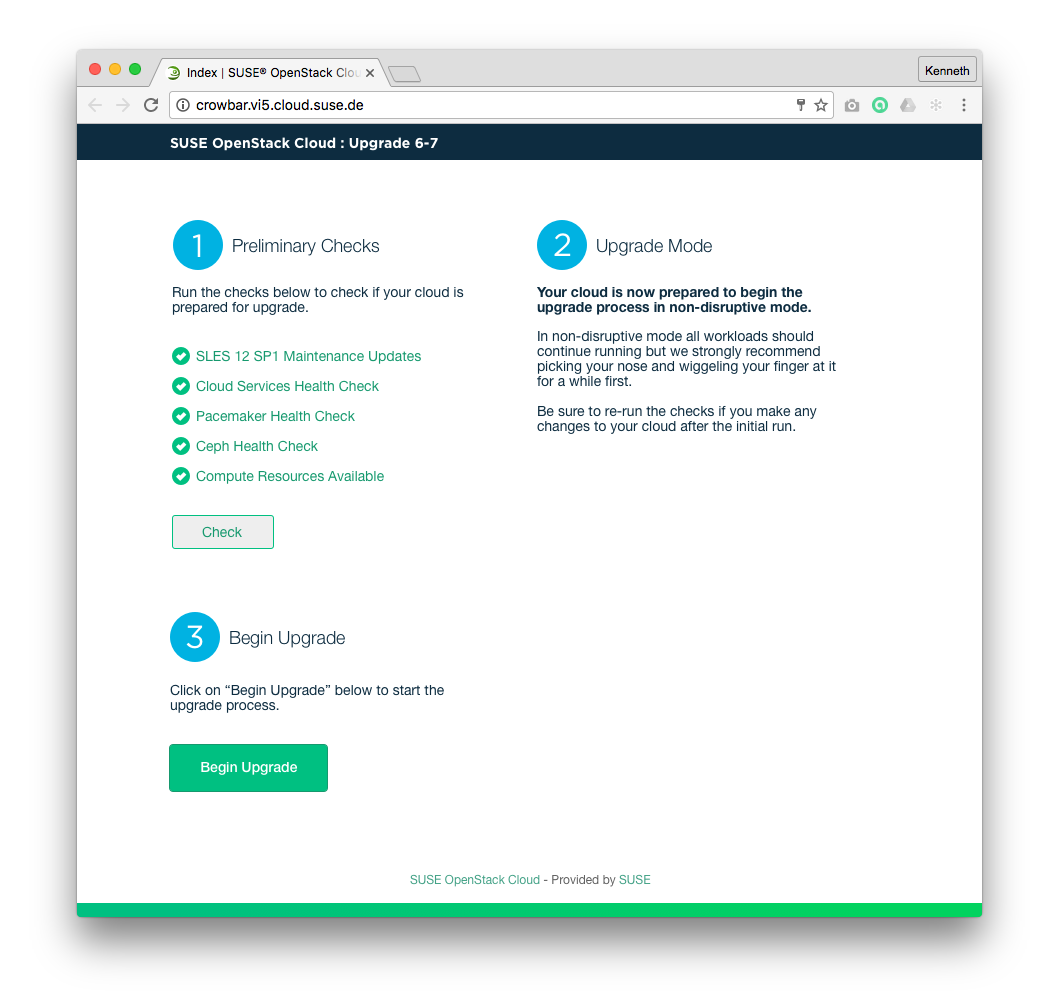 Index | SUSE® OpenStack Clou
Kenneth
crowbar.vi5.cloud.suse.de
SUSE OpenStack Cloud : Upgrade 6-7
1 Preliminary Checks
Run the checks below to check if your cloud is
prepared for upgrade.
SLES 12 SP1 Maintenance Updates
Cloud Services Health Check
Pacemaker Health Check
Ceph Health Check
Compute Resources Available
Check
2 Upgrade Mode
Your cloud is now prepared to begin the
upgrade process in non-disruptive mode.
In non-disruptive mode all workloads should
continue running but we strongly recommend
picking your nose and wiggeling your finger at it
for a while first.
Be sure to re-run the checks if you make any
changes to your cloud after the initial run.
3 Begin Upgrade
Click on “Begin Upgrade” below to start the
upgrade process.
Begin Upgrade
SUSE OpenStack Cloud - Provided by SUSE